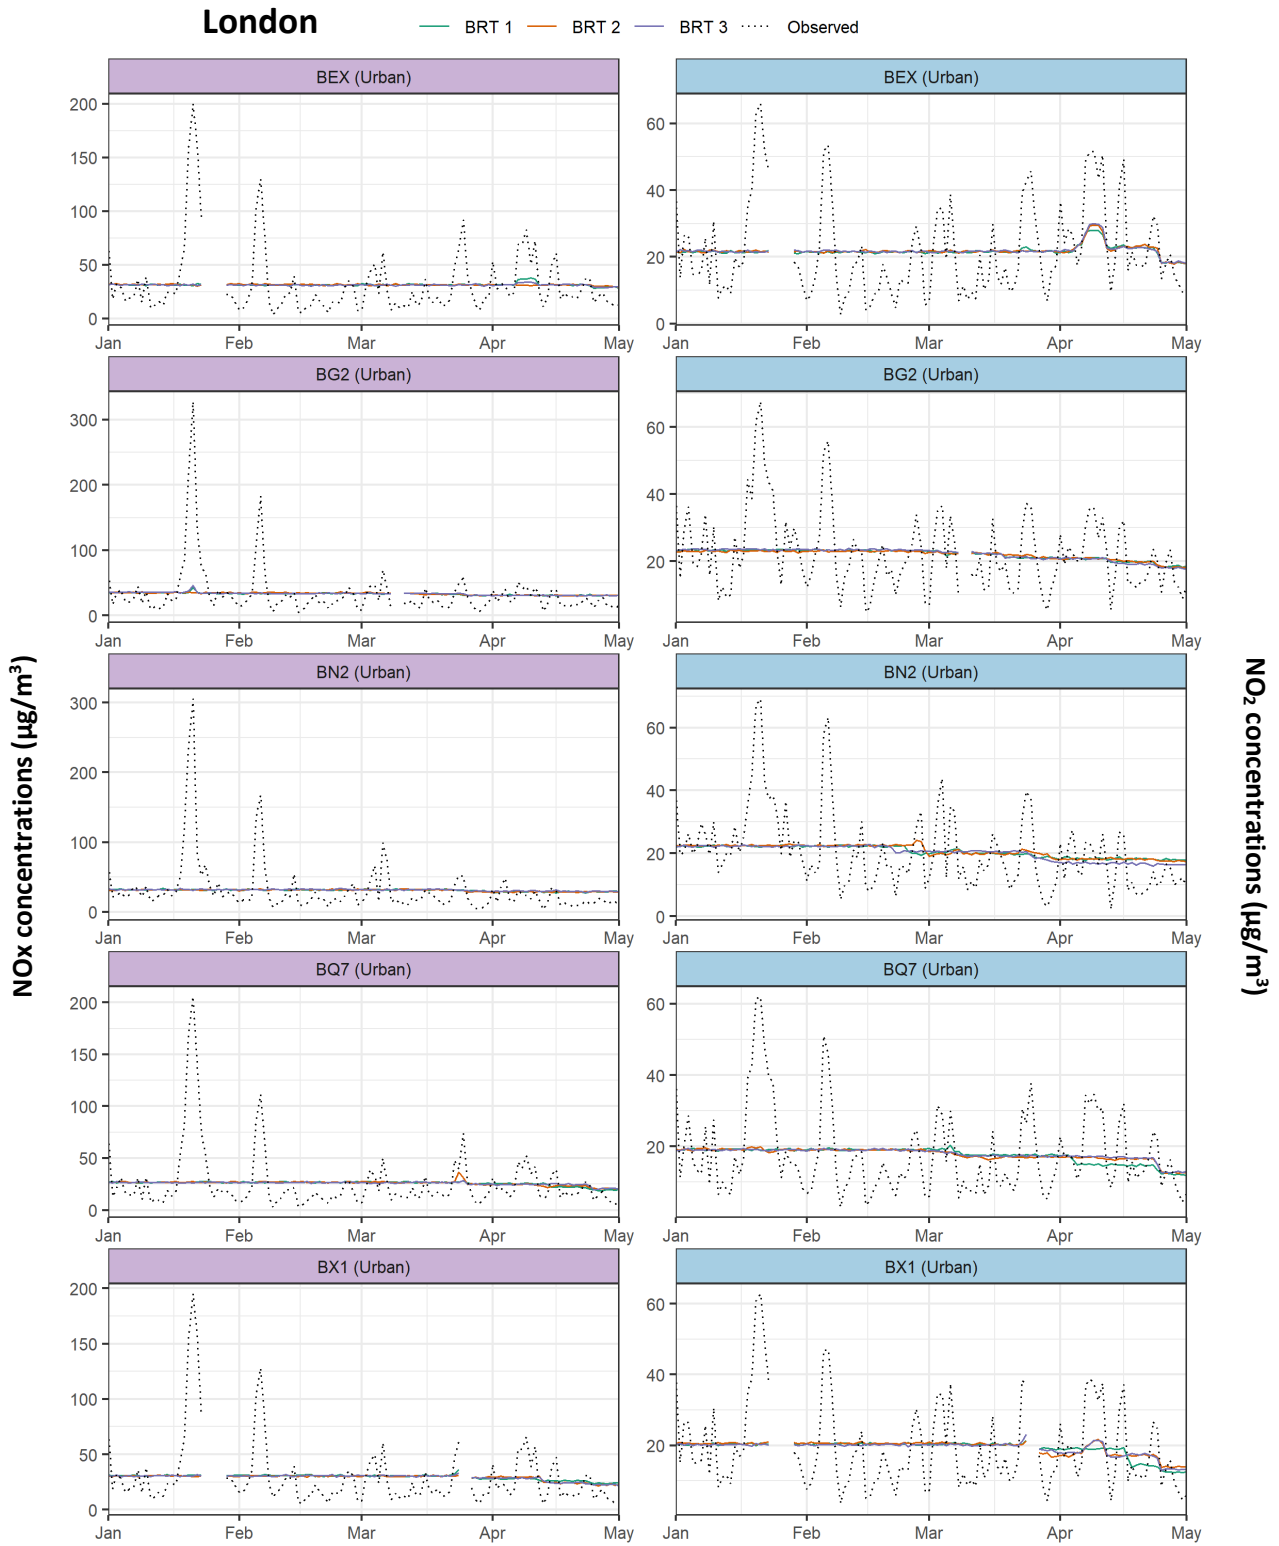 London
BRT 1 BRT 2 BRT 3 Observed
NOx concentrations (µg/m³)
NO₂ concentrations (µg/m³)
BEX (Urban)
200
150
100
50
0
Jan Feb Mar Apr May
BEX (Urban)
60
40
20
0
Jan Feb Mar Apr May
BG2 (Urban)
300
200
100
0
Jan Feb Mar Apr May
BG2 (Urban)
60
40
20
Jan Feb Mar Apr May
BN2 (Urban)
300
200
100
0
Jan Feb Mar Apr May
BN2 (Urban)
60
40
20
0
Jan Feb Mar Apr May
BQ7 (Urban)
200
150
100
50
0
Jan Feb Mar Apr May
BQ7 (Urban)
60
40
20
Jan Feb Mar Apr May
BX1 (Urban)
200
150
100
50
0
Jan Feb Mar Apr May
BX1 (Urban)
60
40
20
Jan Feb Mar Apr May